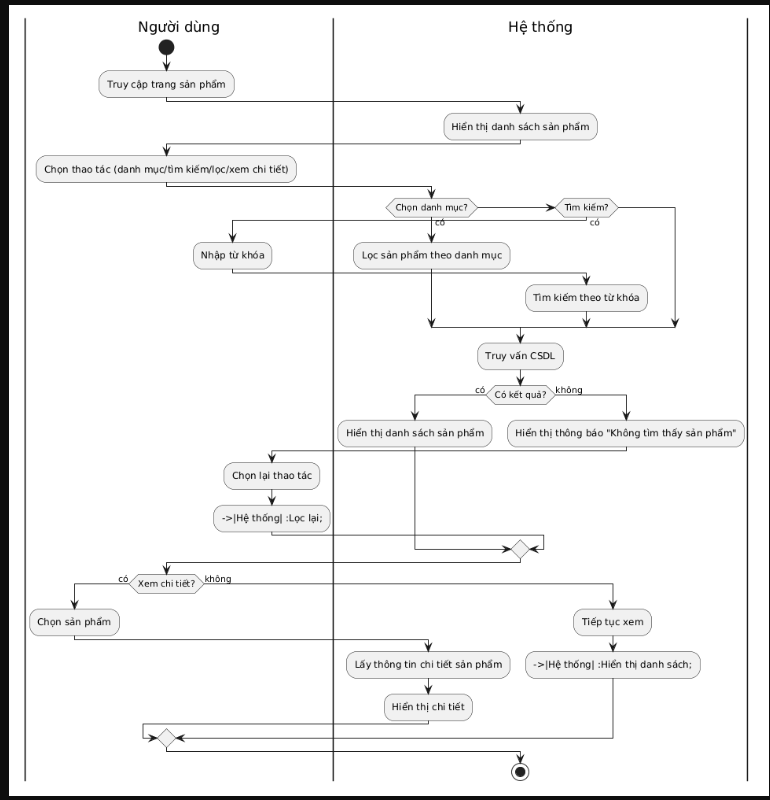 Người dùng
Hệ thống
Truy cập trang sản phẩm
Hiển thị danh sách sản phẩm
Chọn thao tác (danh mục/tìm kiếm/lọc/xem chi tiết)
Chọn danh mục?
Tìm kiếm?
có
có
Nhập từ khóa
Lọc sản phẩm theo danh mục
Tìm kiếm theo từ khóa
Truy vấn CSDL
có
Có kết quả?
không
Hiển thị danh sách sản phẩm
Hiển thị thông báo "Không tìm thấy sản phẩm"
Chọn lại thao tác
->|Hệ thống| :Lọc lại;
có
Xem chi tiết?
không
Chọn sản phẩm
Tiếp tục xem
Lấy thông tin chi tiết sản phẩm
->|Hệ thống| :Hiển thị danh sách;
Hiển thị chi tiết